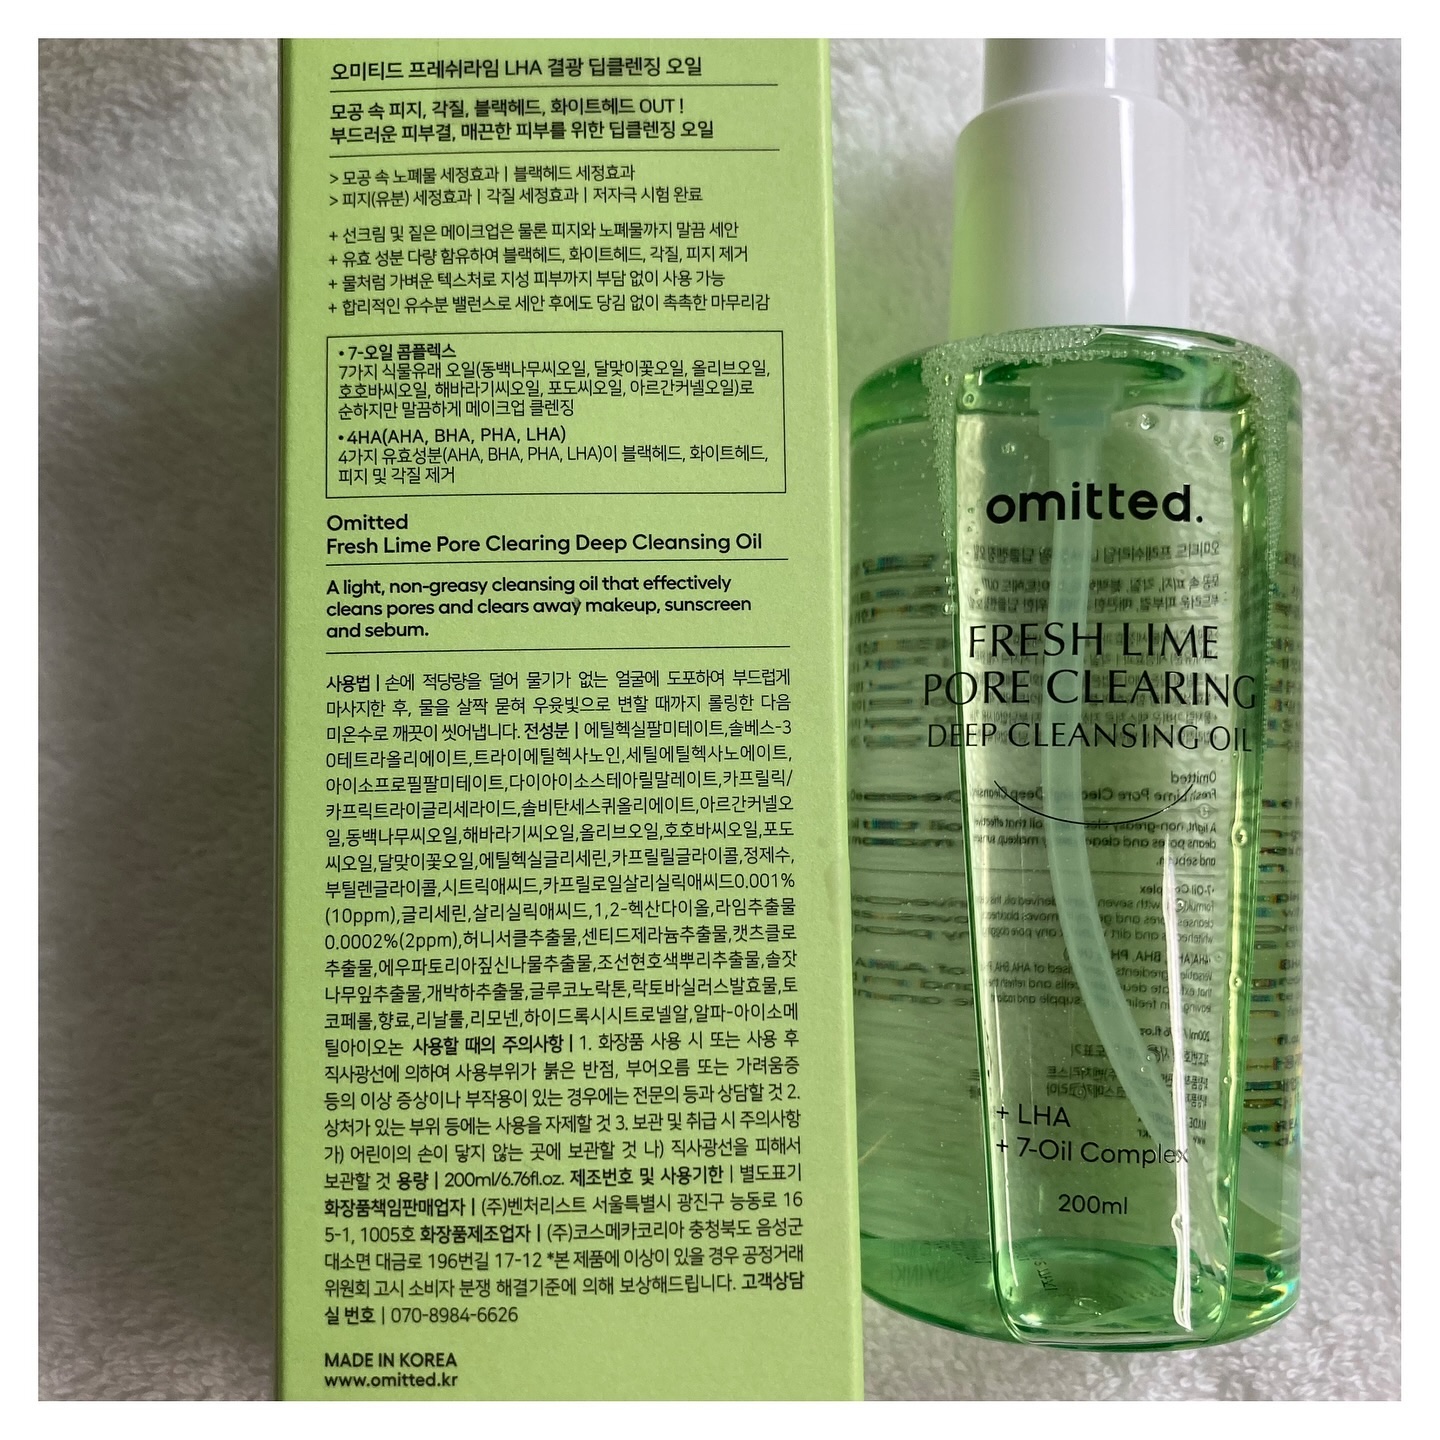 오미티드 프레쉬라임 LHA 결광 딥클렌징 오일
모공 속 피지, 각질, 블랙헤드, 화이트헤드 OUT !
부드러운 피부결, 매끈한 피부를 위한 딥클렌징 오일
> 모공 속 노폐물 세정효과 | 블랙헤드 세정효과
> 피지(유분) 세정효과 | 각질 세정효과 | 저자극 시험 완료
+ 선크림 및 짙은 메이크업은 물론 피지와 노폐물까지 말끔 세안
+ 유효 성분 다량 함유하여 블랙헤드, 화이트헤드, 각질, 피지 제거
+ 물처럼 가벼운 텍스처로 지성 피부까지 부담 없이 사용 가능
+ 합리적인 유수분 밸런스로 세안 후에도 당김 없이 촉촉한 마무리감
• 7-오일 콤플렉스
7가지 식물유래 오일(동백나무씨오일, 달맞이꽃오일, 올리브오일,
호호바씨오일, 해바라기씨오일, 포도씨오일, 아르간커넬오일)로
순하지만 말끔하게 메이크업 클렌징
• 4HA(AHA, BHA, PHA, LHA)
4가지 유효성분(AHA, BHA, PHA, LHA)이 블랙헤드, 화이트헤드,
피지 및 각질 제거
Omitted
Fresh Lime Pore Clearing Deep Cleansing Oil
A light, non-greasy cleansing oil that effectively
cleans pores and clears away makeup, sunscreen
and sebum.
사용법 | 손에 적당량을 덜어 물기가 없는 얼굴에 도포하여 부드럽게
마사지한 후, 물을 살짝 묻혀 우윳빛으로 변할 때까지 롤링한 다음
미온수로 깨끗이 씻어냅니다. 전성분 | 에틸헥실팔미테이트,솔베스-3
0테트라올리에이트,트라이에틸헥사노인,세틸에틸헥사노에이트,
아이소프로필팔미테이트,다이아이소스테아릴말레이트,카프릴릭/
카프릭트라이글리세라이드,솔비탄세스퀴올리에이트,아르간커넬오
일,동백나무씨오일,해바라기씨오일,올리브오일,호호바씨오일,포도
씨오일,달맞이꽃오일,에틸헥실글리세린,카프릴릴글라이콜,정제수,
부틸렌글라이콜,시트릭애씨드,카프릴로일살리실릭애씨드0.001%
(10ppm),글리세린,살리실릭애씨드,1,2-헥산다이올,라임추출물
0.0002%(2ppm),허니서클추출물,센티드제라늄추출물,캣츠클로
추출물,에우파토리아짚신나물추출물,조선현호색뿌리추출물,솔잣
나무잎추출물,개박하추출물,글루코노락톤,락토바실러스발효물,토
코페롤,향료,리날룰,리모넨,하이드록시시트로넬알,알파-아이소메
틸아이오논 사용할 때의 주의사항 | 1. 화장품 사용 시 또는 사용 후
직사광선에 의하여 사용부위가 붉은 반점, 부어오름 또는 가려움증
등의 이상 증상이나 부작용이 있는 경우에는 전문의 등과 상담할 것 2.
상처가 있는 부위 등에는 사용을 자제할 것 3. 보관 및 취급 시 주의사항
가) 어린이의 손이 닿지 않는 곳에 보관할 것 나) 직사광선을 피해서
보관할 것 용량 | 200ml/6.76fl.oz. 제조번호 및 사용기한 | 별도표기
화장품책임판매업자 | (주)벤처리스트 서울특별시 광진구 능동로 16
5-1, 1005호 화장품제조업자 | (주)코스메카코리아 충청북도 음성군
대소면 대금로 196번길 17-12 *본 제품에 이상이 있을 경우 공정거래
위원회 고시 소비자 분쟁 해결기준에 의해 보상해드립니다. 고객상담
실 번호 | 070-8984-6626
MADE IN KOREA
www.omitted.kr
omitted.
FRESH LIME
PORE CLEARING
DEEP CLEANSING OIL
+ LHA
+ 7-Oil Complex
200ml